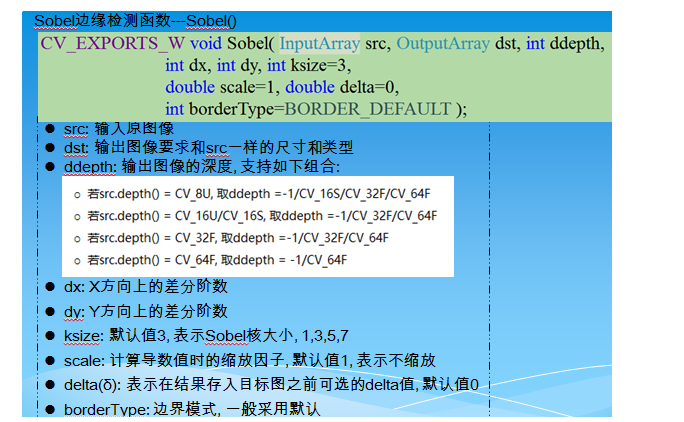 Sobel边缘检测函数---Sobel()
CV_EXPORTS_W void Sobel( InputArray src, OutputArray dst, int ddepth,
int dx, int dy, int ksize=3,
double scale=1, double delta=0,
int borderType=BORDER_DEFAULT );
● src: 输入原图像
● dst: 输出图像要求和src一样的尺寸和类型
● ddepth: 输出图像的深度, 支持如下组合:
○ 若src.depth() = CV_8U, 取ddepth =-1/CV_16S/CV_32F/CV_64F
○ 若src.depth() = CV_16U/CV_16S, 取ddepth =-1/CV_32F/CV_64F
○ 若src.depth() = CV_32F, 取ddepth =-1/CV_32F/CV_64F
○ 若src.depth() = CV_64F, 取ddepth = -1/CV_64F
● dx: X方向上的差分阶数
● dy: Y方向上的差分阶数
● ksize: 默认值3, 表示Sobel核大小, 1,3,5,7
● scale: 计算导数值时的缩放因子, 默认值1, 表示不缩放
● delta(δ): 表示在结果存入目标图之前可选的delta值, 默认值0
● borderType: 边界模式, 一般采用默认